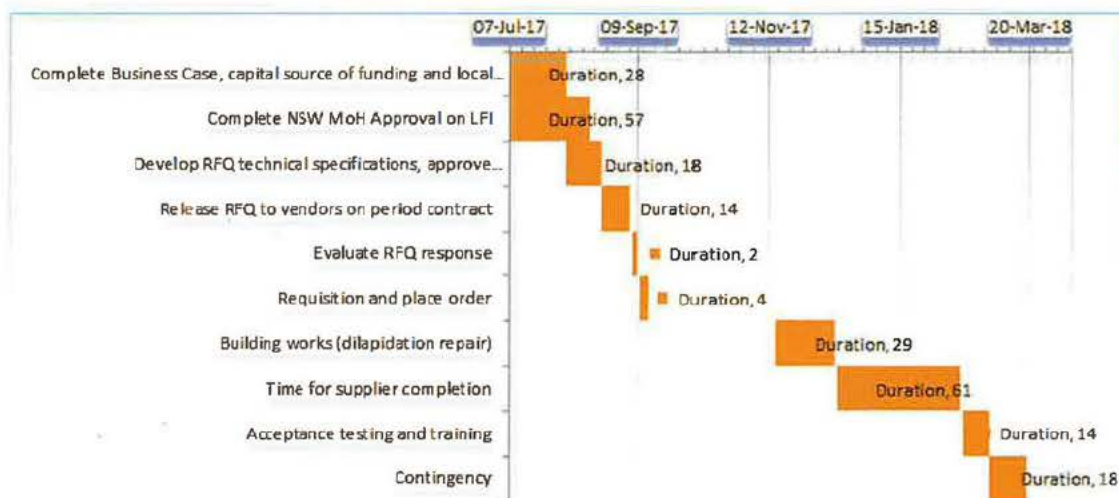 07-Jul-17 09-Sep-17 12-Nov-17 15-Jan-18 20-Mar-18
Complete Business Case, capital source of funding and local... Duration, 28
Complete NSW MoH Approval on LFI Duration, 57
Develop RFQ technical specifications, approve... Duration, 18
Release RFQ to vendors on period contract Duration, 14
Evaluate RFQ response Duration, 2
Requisition and place order Duration, 4
Building works (dilapidation repair) Duration, 29
Time for supplier completion Duration, 61
Acceptance testing and training Duration, 14
Contingency Duration, 18